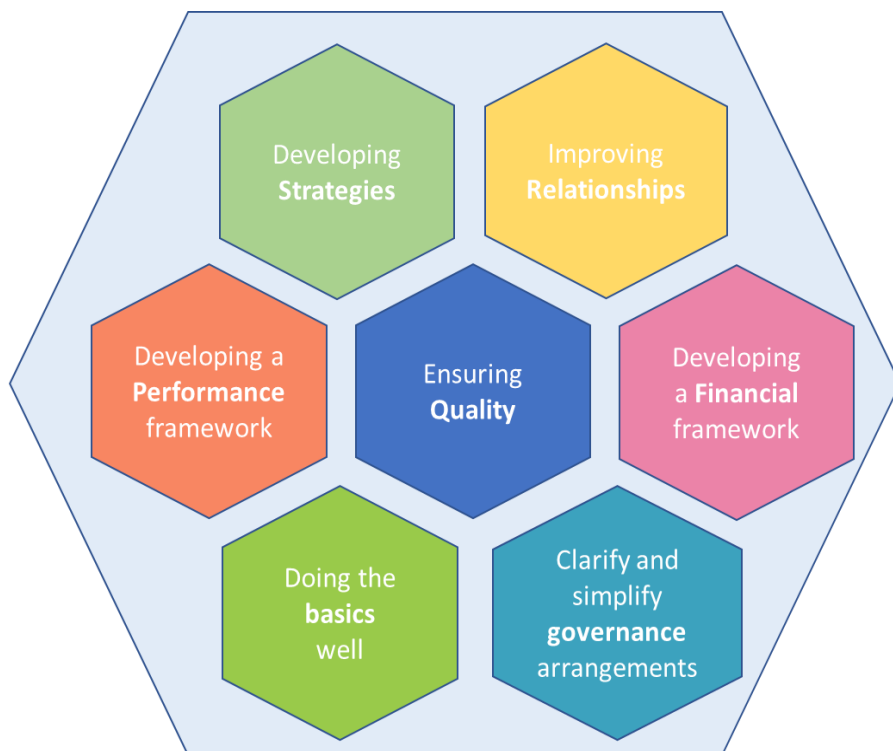 Developing
Strategies
Improving
Relationships
Developing a
Performance
framework
Ensuring
Quality
Developing
a Financial
framework
Doing the
basics
well
Clarify and
simplify
governance
arrangements